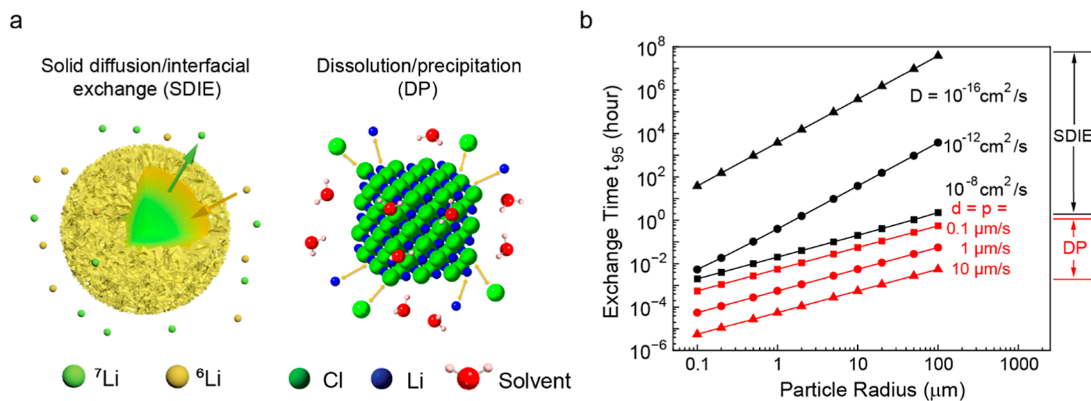 a
Solid diffusion/interfacial
exchange (SDIE)
Dissolution/precipitation
(DP)
⁷Li
⁶Li
Cl
Li
Solvent
b
Exchange Time t₉₅ (hour)
10⁸
10⁶
10⁴
10²
10⁰
10⁻²
10⁻⁴
10⁻⁶
D = 10⁻¹⁶cm²/s
10⁻¹²cm²/s
10⁻⁸cm²/s
d = p =
0.1 μm/s
1 μm/s
10 μm/s
SDIE
DP
0.1
1
10
100
1000
Particle Radius (μm)